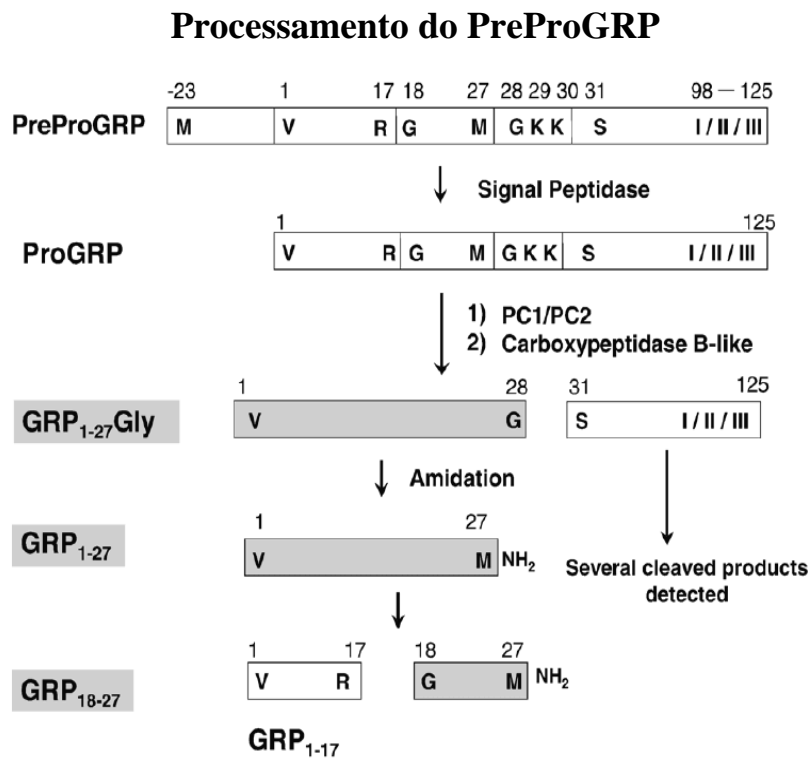 Processamento do PreProGRP
-23 1 17 18 27 28 29 30 31 98 — 125
PreProGRP M V R G M G K K S I / II / III
Signal Peptidase
1 125
ProGRP V R G M G K K S I / II / III
1) PC1/PC2
2) Carboxypeptidase B-like
1 28 31 125
GRP1-27Gly V G S I / II / III
Amidation
1 27
GRP1-27 V M NH2
Several cleaved products
detected
1 17 18 27
GRP18-27 V R G M NH2
GRP1-17